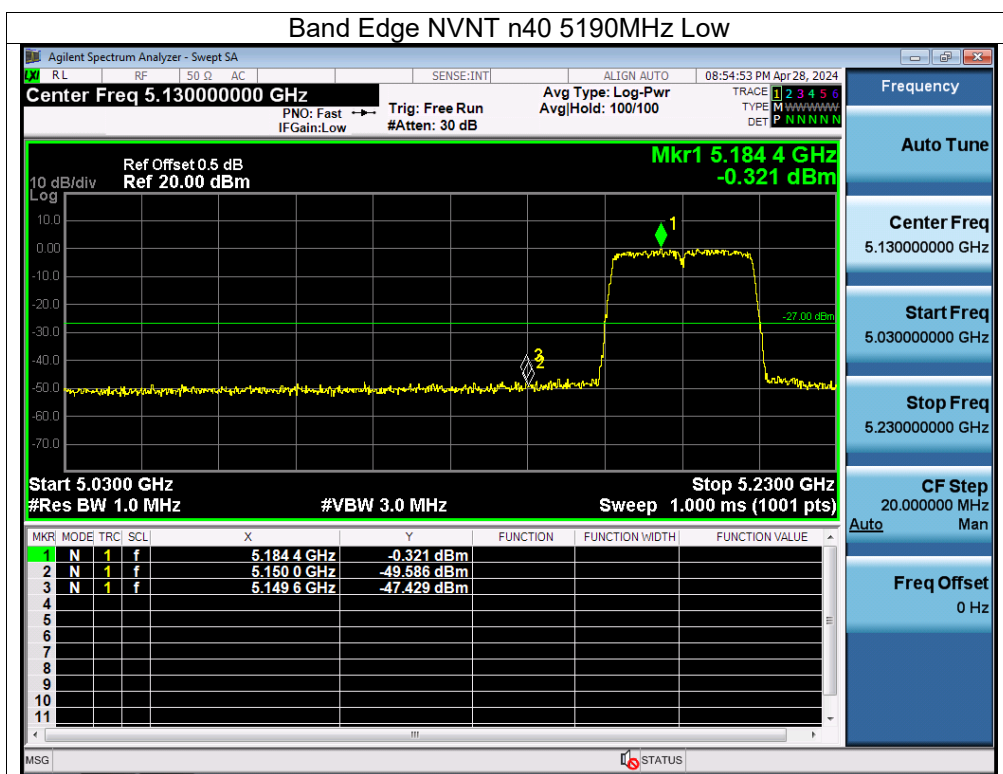 Band Edge NVNT n40 5190MHz Low
Agilent Spectrum Analyzer - Swept SA
LXI RL RF 50 Ω AC SENSE:INT ALIGN AUTO 08:54:53 PM Apr 28, 2024
Center Freq 5.130000000 GHz
PNO: Fast
IFGain:Low
Trig: Free Run
#Atten: 30 dB
Avg Type: Log-Pwr
Avg|Hold: 100/100
TRACE 1 2 3 4 5 6
TYPE M WWWWW
DET P N N N N N
Ref Offset 0.5 dB
10 dB/div Ref 20.00 dBm
Log
Mkr1 5.184 4 GHz
-0.321 dBm
10.0
0.00
-10.0
-20.0
-30.0
-40.0
-50.0
-60.0
-70.0
1
-27.00 dBm
3
2
Start 5.0300 GHz Stop 5.2300 GHz
#Res BW 1.0 MHz #VBW 3.0 MHz Sweep 1.000 ms (1001 pts)
MKR MODE TRC SCL X Y FUNCTION FUNCTION WIDTH FUNCTION VALUE
1 N 1 f 5.184 4 GHz -0.321 dBm
2 N 1 f 5.150 0 GHz -49.586 dBm
3 N 1 f 5.149 6 GHz -47.429 dBm
4
5
6
7
8
9
10
11
MSG STATUS
Frequency
Auto Tune
Center Freq
5.130000000 GHz
Start Freq
5.030000000 GHz
Stop Freq
5.230000000 GHz
CF Step
20.000000 MHz
Auto Man
Freq Offset
0 Hz